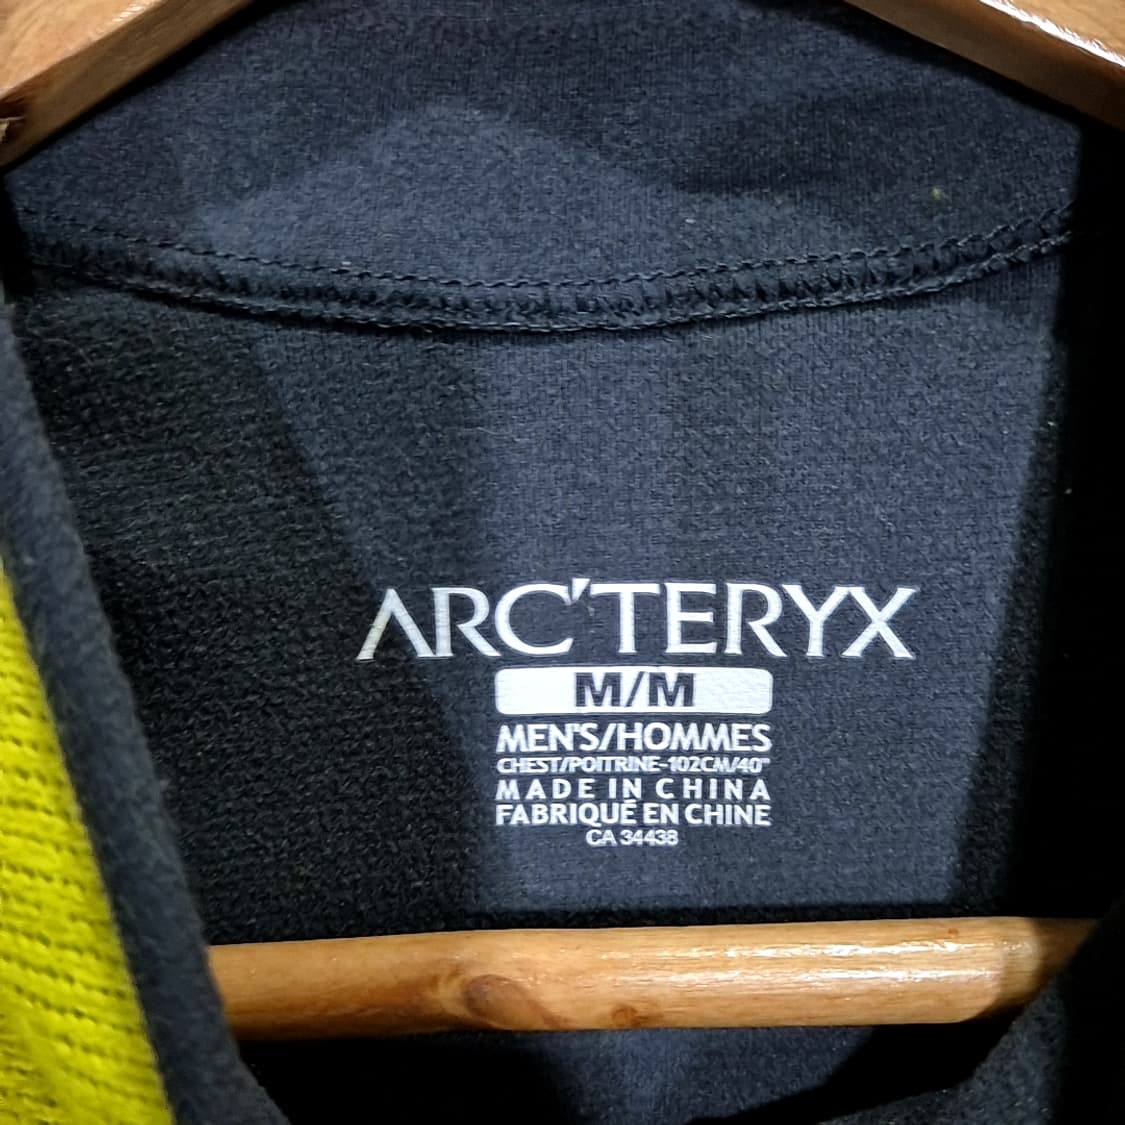 ARC'TERYX
M/M
MEN'S/HOMMES
CHEST/POITRINE-102CM/40"
MADE IN CHINA
FABRIQUÉ EN CHINE
CA 34438